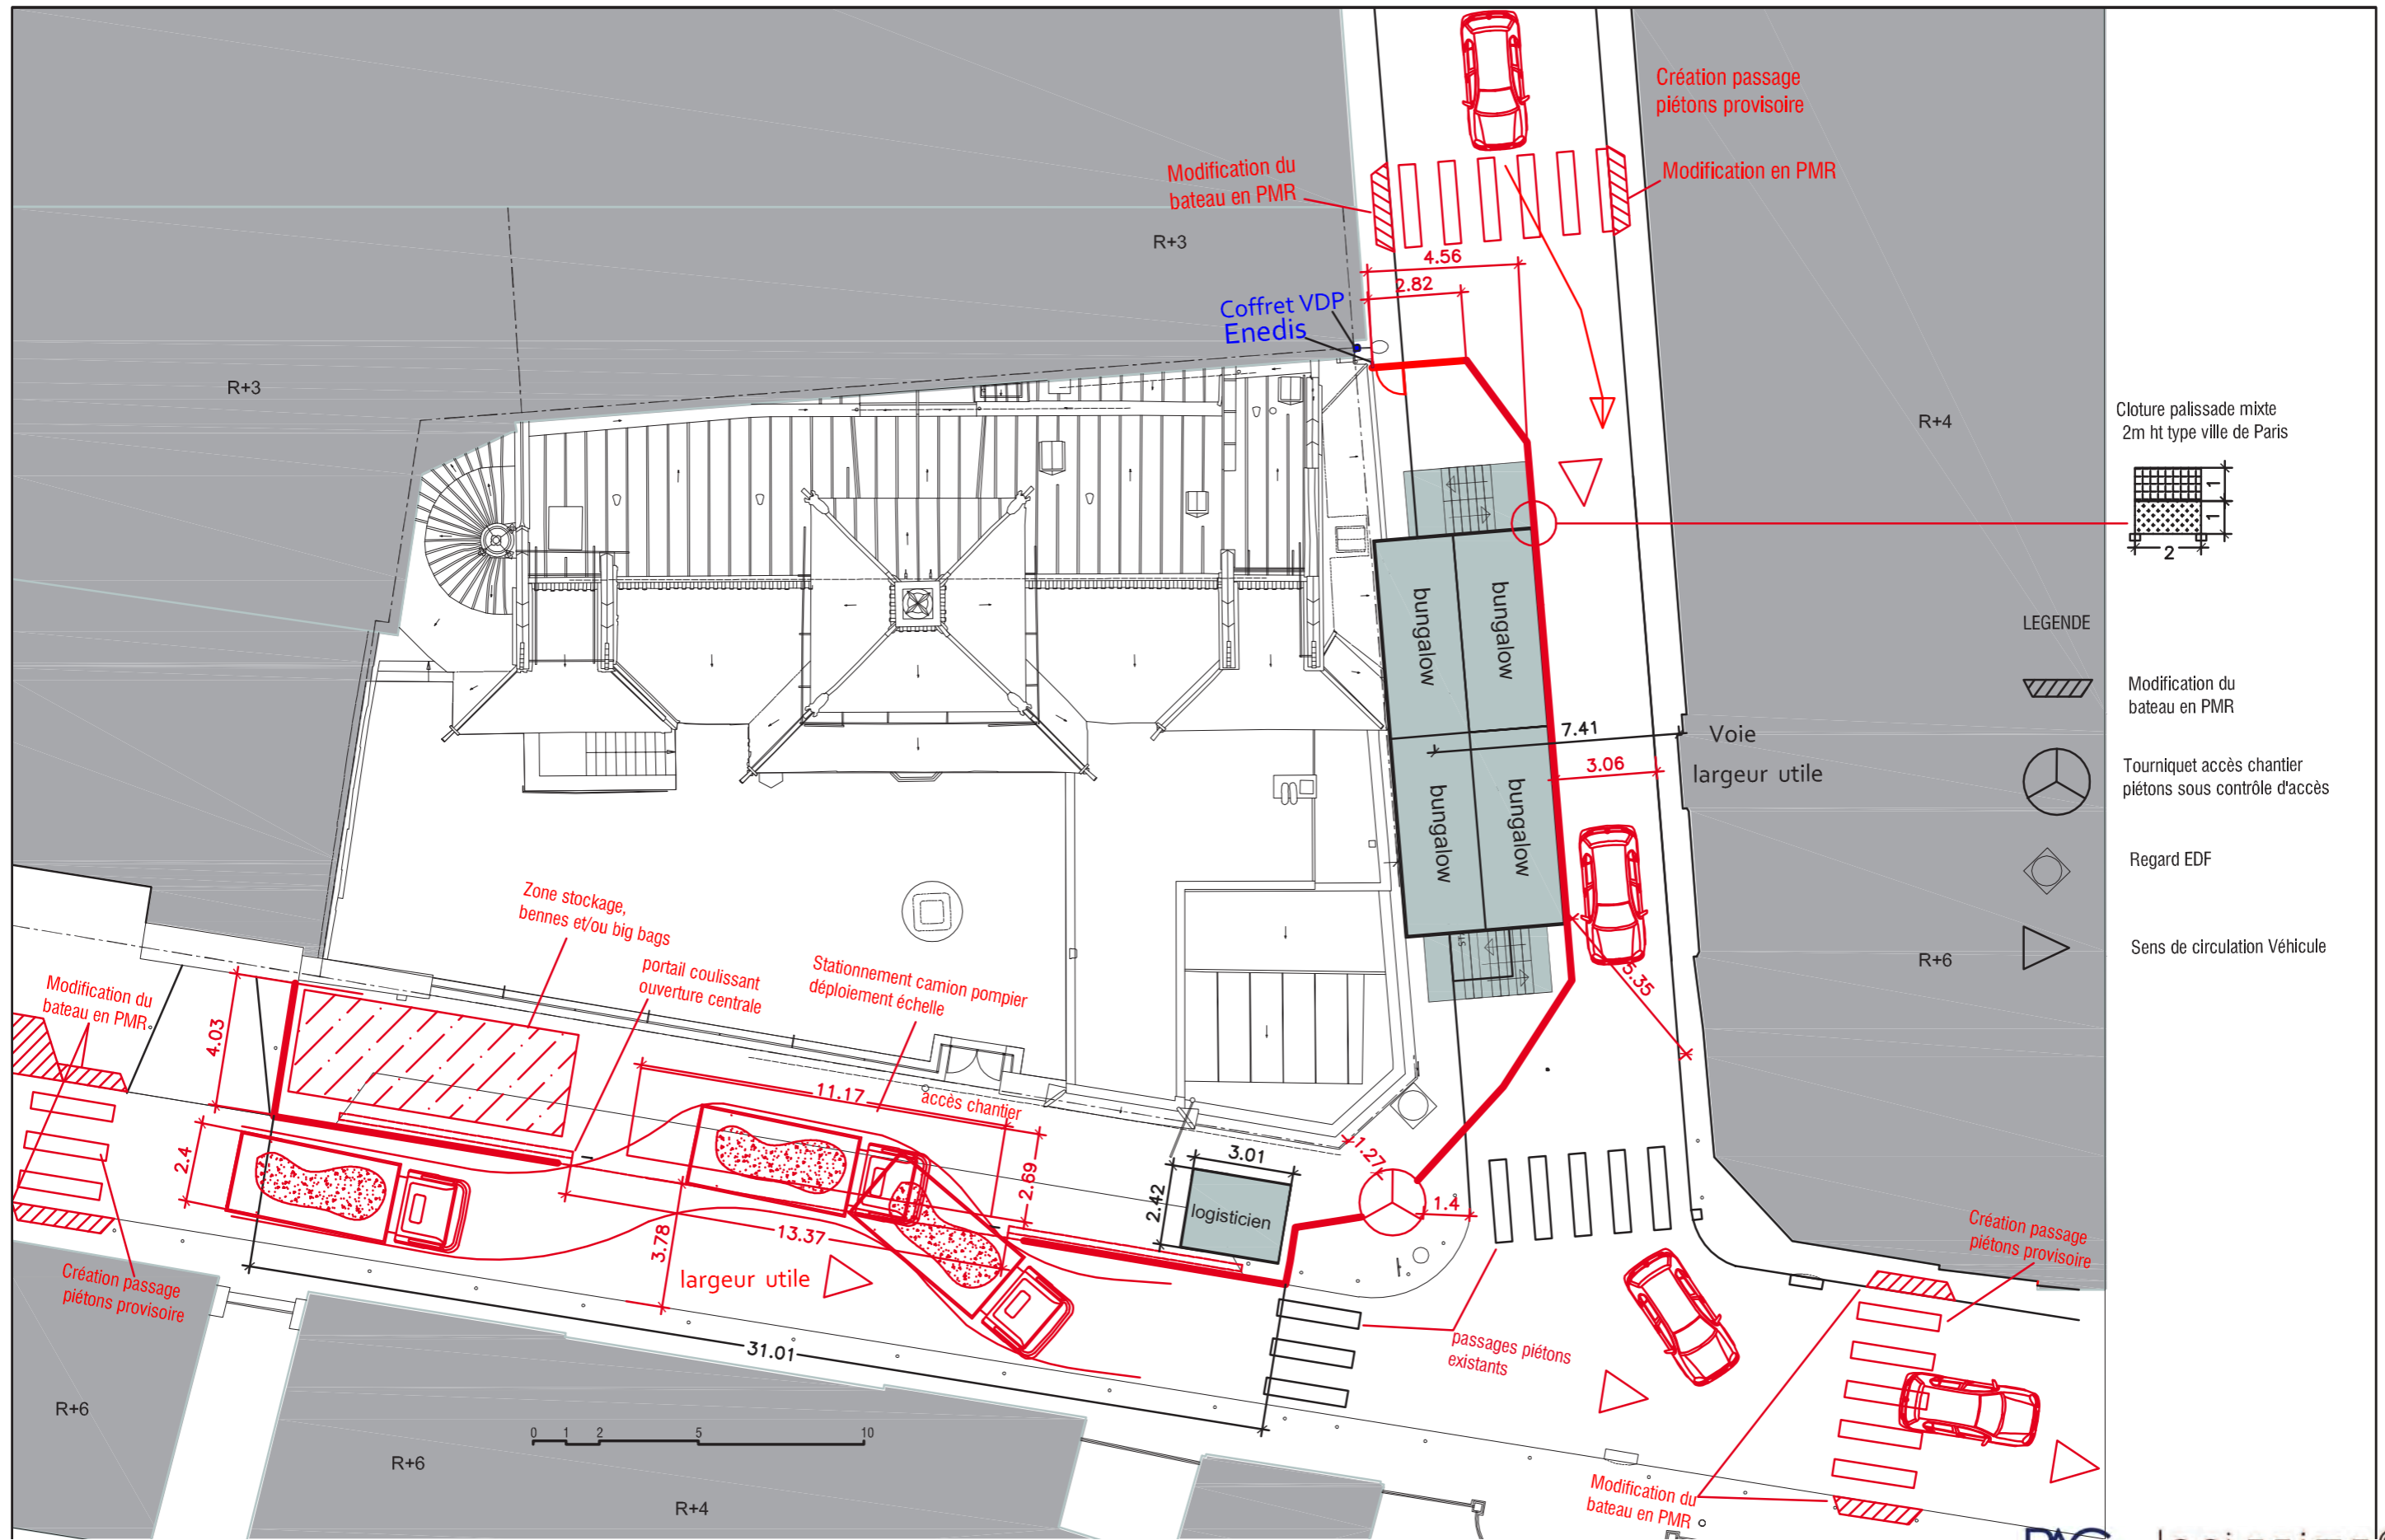 Création passage
piétons provisoire
Modification du
bateau en PMR
Modification en PMR
R+3
4.56
2.82
Coffret VDP
Enedis
R+3
R+4
Cloture palissade mixte
2m ht type ville de Paris
1
1
2
bungalow
bungalow
bungalow
bungalow
7.41
Voie
3.06
largeur utile
5.35
LEGENDE
Modification du
bateau en PMR
Tourniquet accès chantier
piétons sous contrôle d'accès
Regard EDF
Sens de circulation Véhicule
R+6
Zone stockage,
bennes et/ou big bags
portail coulissant
ouverture centrale
Stationnement camion pompier
déploiement échelle
Modification du
bateau en PMR
4.03
2.4
11.17
accès chantier
2.69
13.37
3.78
largeur utile
3.01
2.42
logisticien
1.27
1.4
Création passage
piétons provisoire
31.01
passages piétons
existants
Création passage
piétons provisoire
Modification du
bateau en PMR
R+6
R+6
R+4
0 1 2 5 10